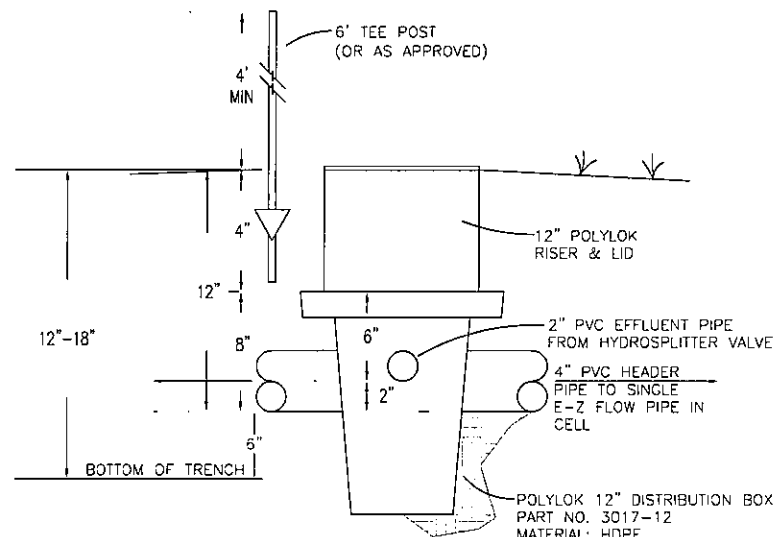 6' TEE POST
(OR AS APPROVED)
4'
MIN
4"
12" POLYLOK
RISER & LID
12"
12"-18"
8"
6"
2" PVC EFFLUENT PIPE
FROM HYDROSPLITTER VALVE
4" PVC HEADER
PIPE TO SINGLE
E-Z FLOW PIPE IN
CELL
2"
6"
BOTTOM OF TRENCH
POLYLOK 12" DISTRIBUTION BOX
PART NO. 3017-12
MATERIAL: HDPE